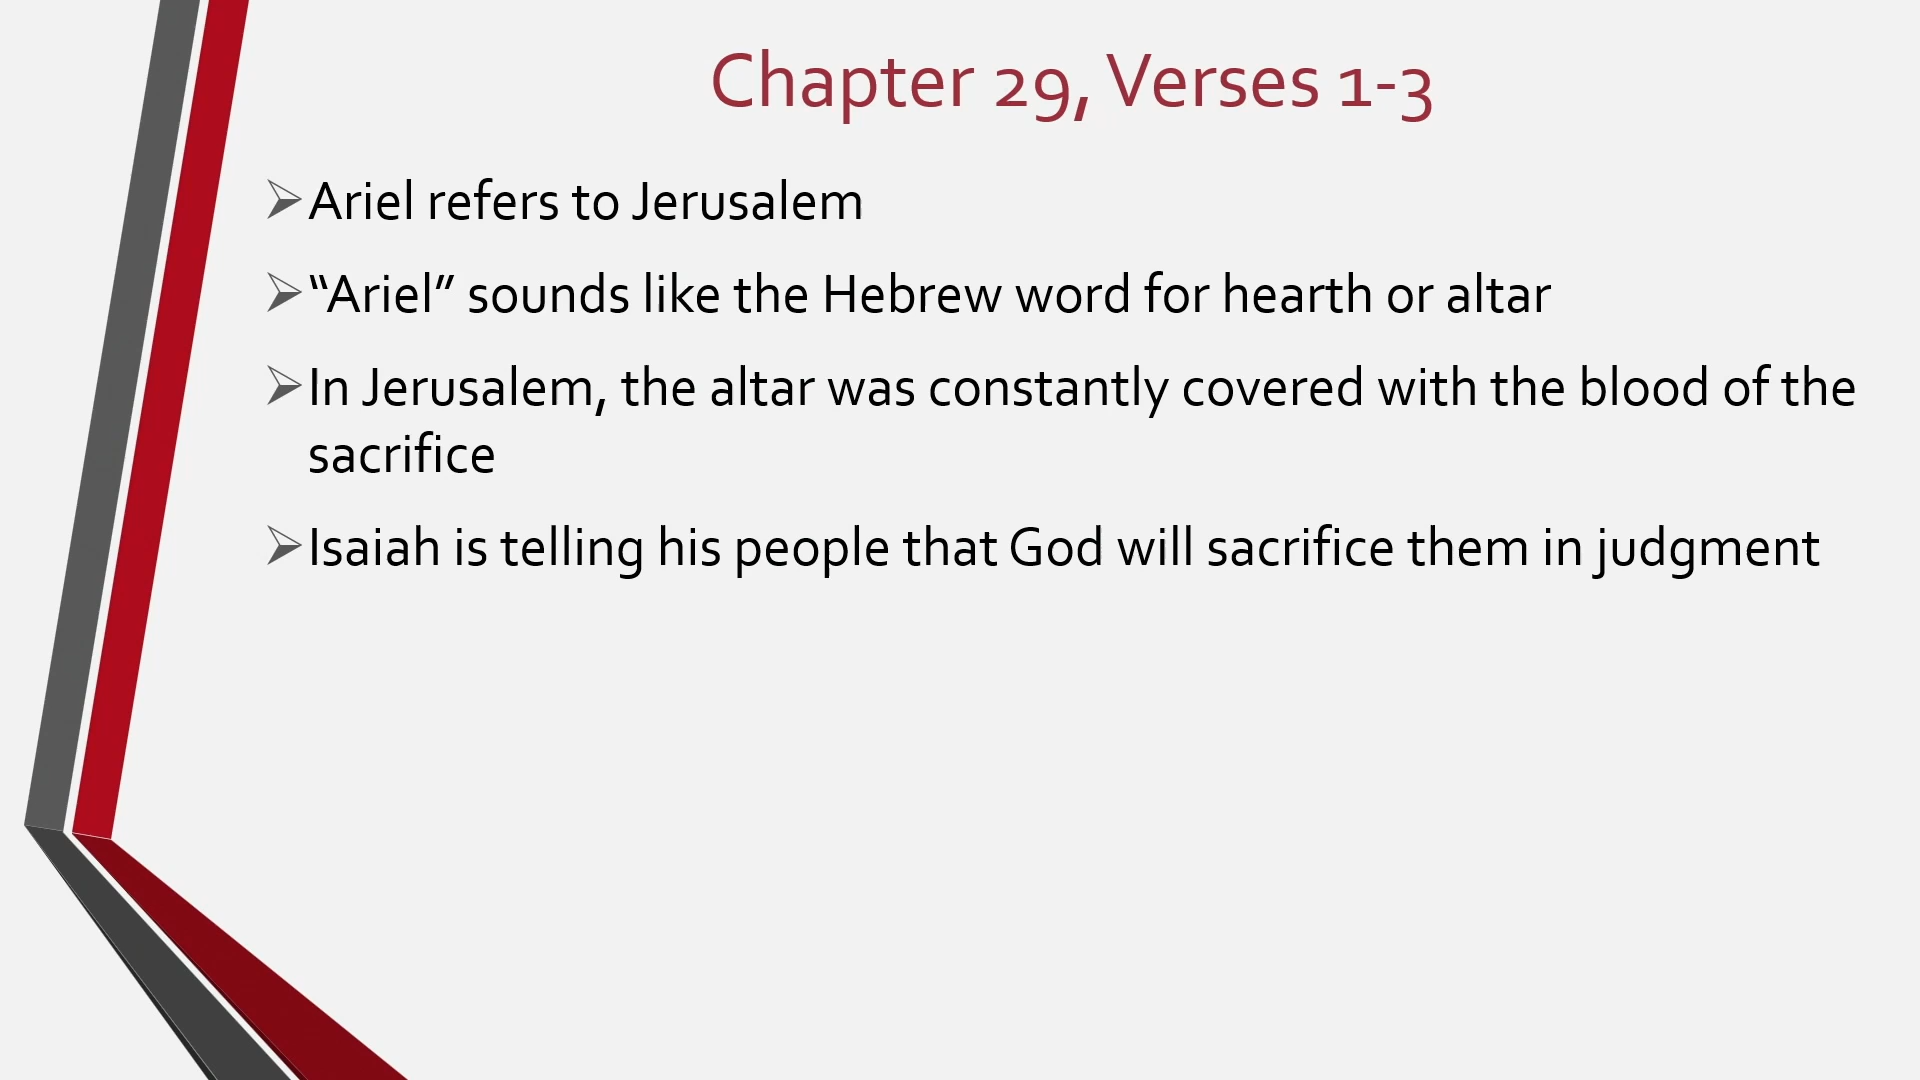 Chapter 29, Verses 1-3
Ariel refers to Jerusalem
“Ariel” sounds like the Hebrew word for hearth or altar
In Jerusalem, the altar was constantly covered with the blood of the
sacrifice
Isaiah is telling his people that God will sacrifice them in judgment